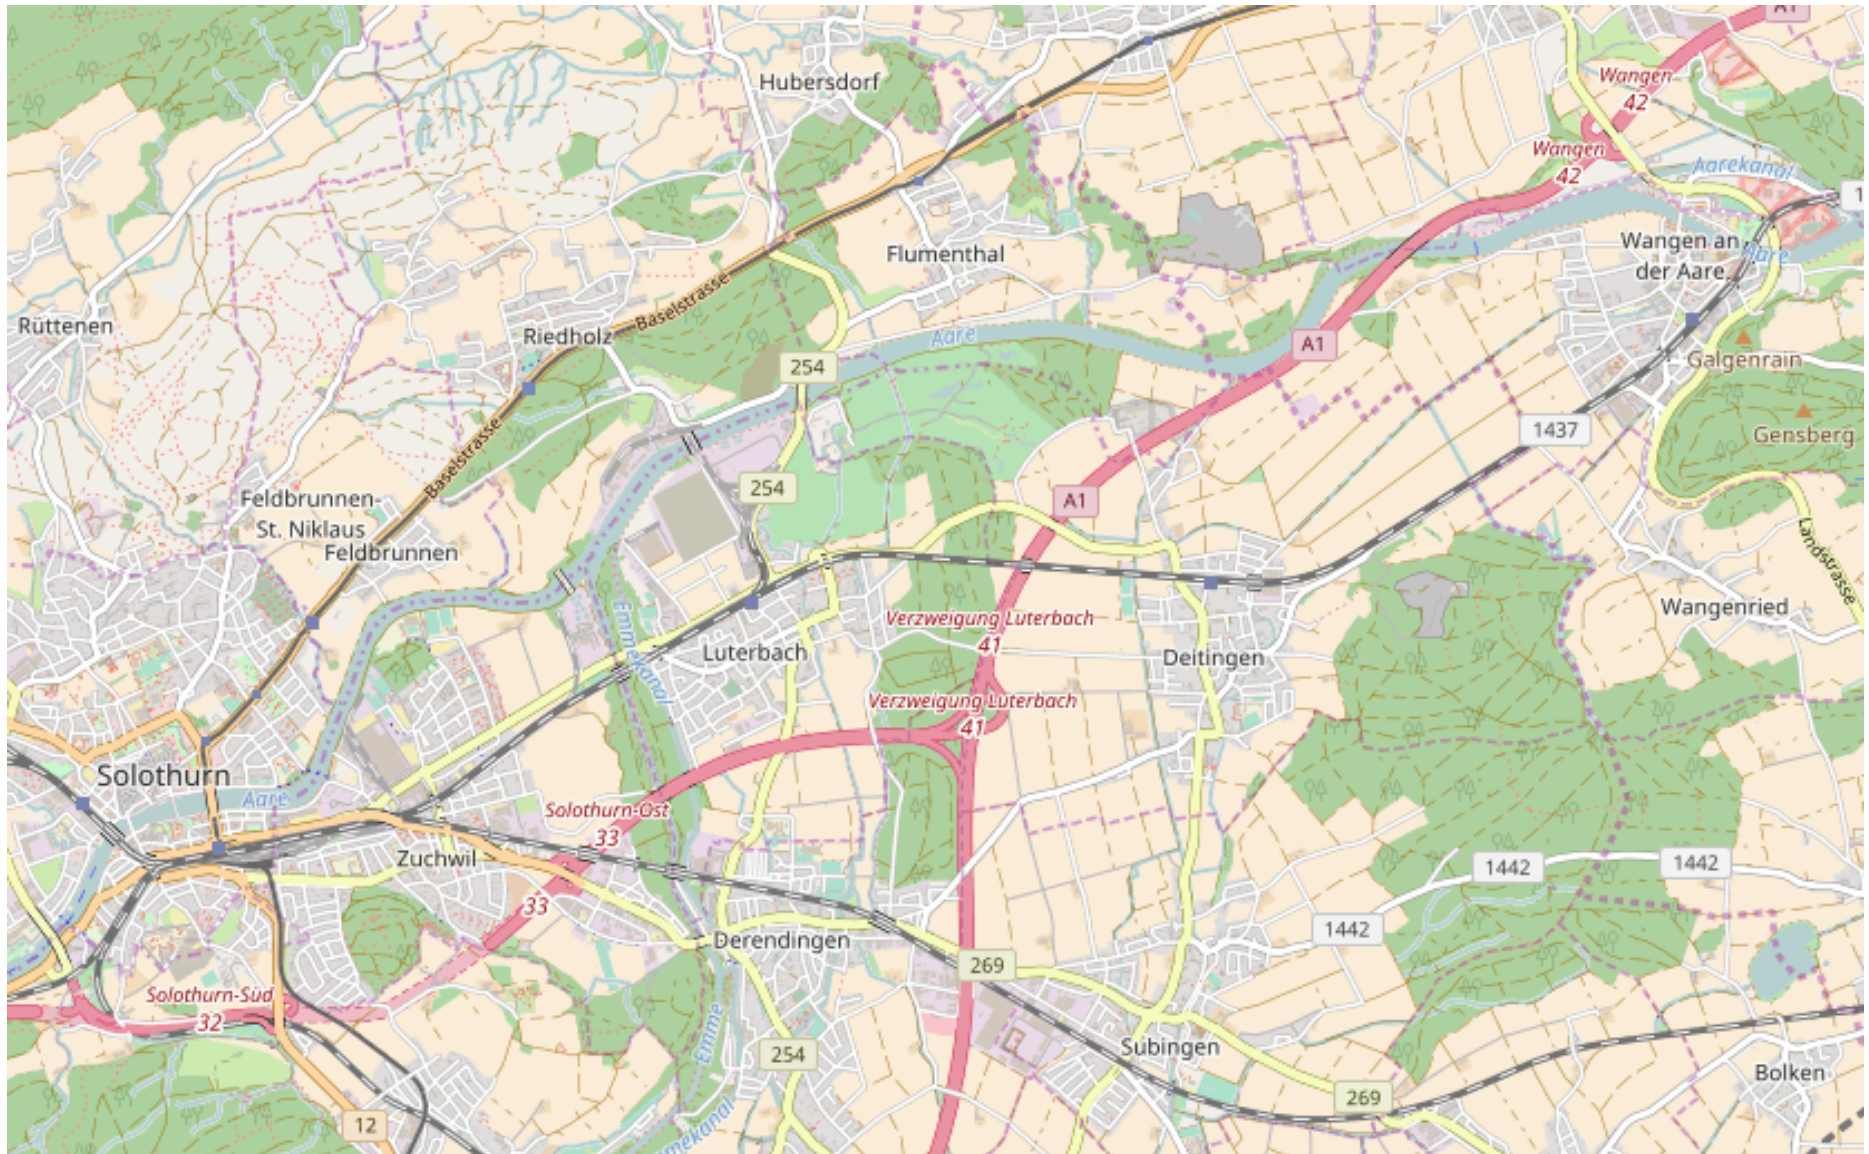 A1
Wangen
42
Hubersdorf
Wangen
42
Aarekanal
1
Flumenthal
Wangen an
der Aare
Aare
Baselstrasse
Rüttenen
Riedholz
Aare
A1
Galgenrain
254
Gensberg
1437
Baselstrasse
254
A1
Feldbrunnen-
St. Niklaus
Feldbrunnen
Landstrasse
Emmekanal
Verzweigung Luterbach
41
Wangenried
Luterbach
Deitingen
Verzweigung Luterbach
41
Solothurn
Aare
Solothurn-Ost
33
Zuchwil
1442
1442
33
1442
Derendingen
269
Solothurn-Süd
32
Emme
254
Subingen
Bolken
269
12
mekanal